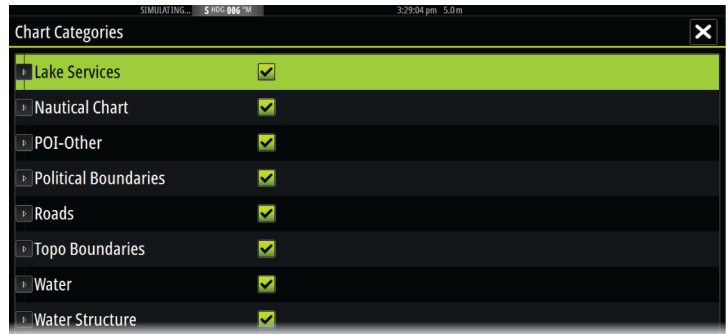 SIMULATING... S HDG 006 °M 3:29:04 pm 5.0 m
Chart Categories
Lake Services
Nautical Chart
POI-Other
Political Boundaries
Roads
Topo Boundaries
Water
Water Structure